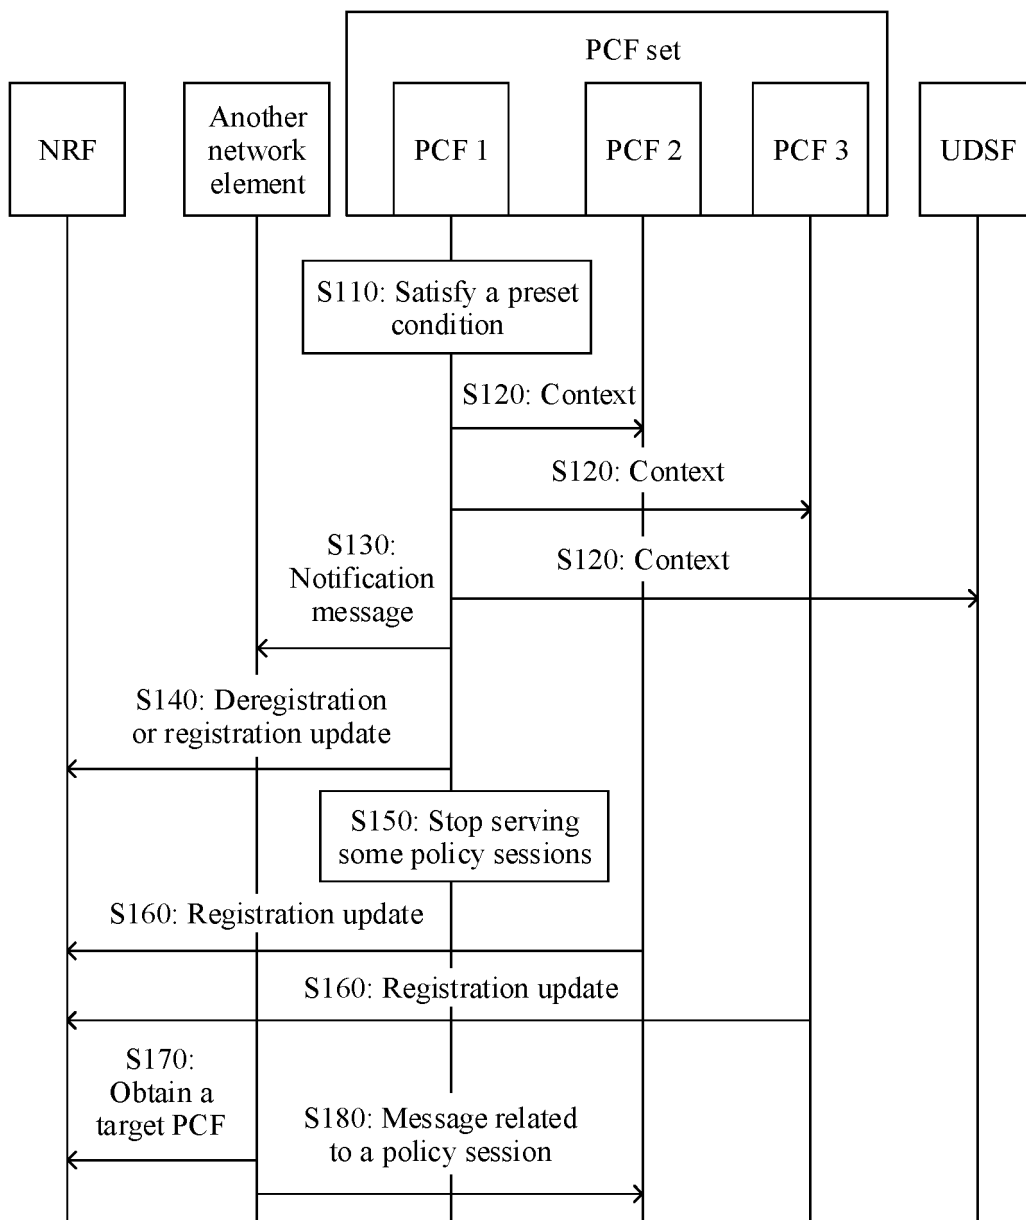 PCF set
NRF
Another
network
element
PCF 1
PCF 2
PCF 3
UDSF
S110: Satisfy a preset
condition
S120: Context
S120: Context
S130:
Notification
message
S120: Context
S140: Deregistration
or registration update
S150: Stop serving
some policy sessions
S160: Registration update
S160: Registration update
S170:
Obtain a
target PCF
S180: Message related
to a policy session